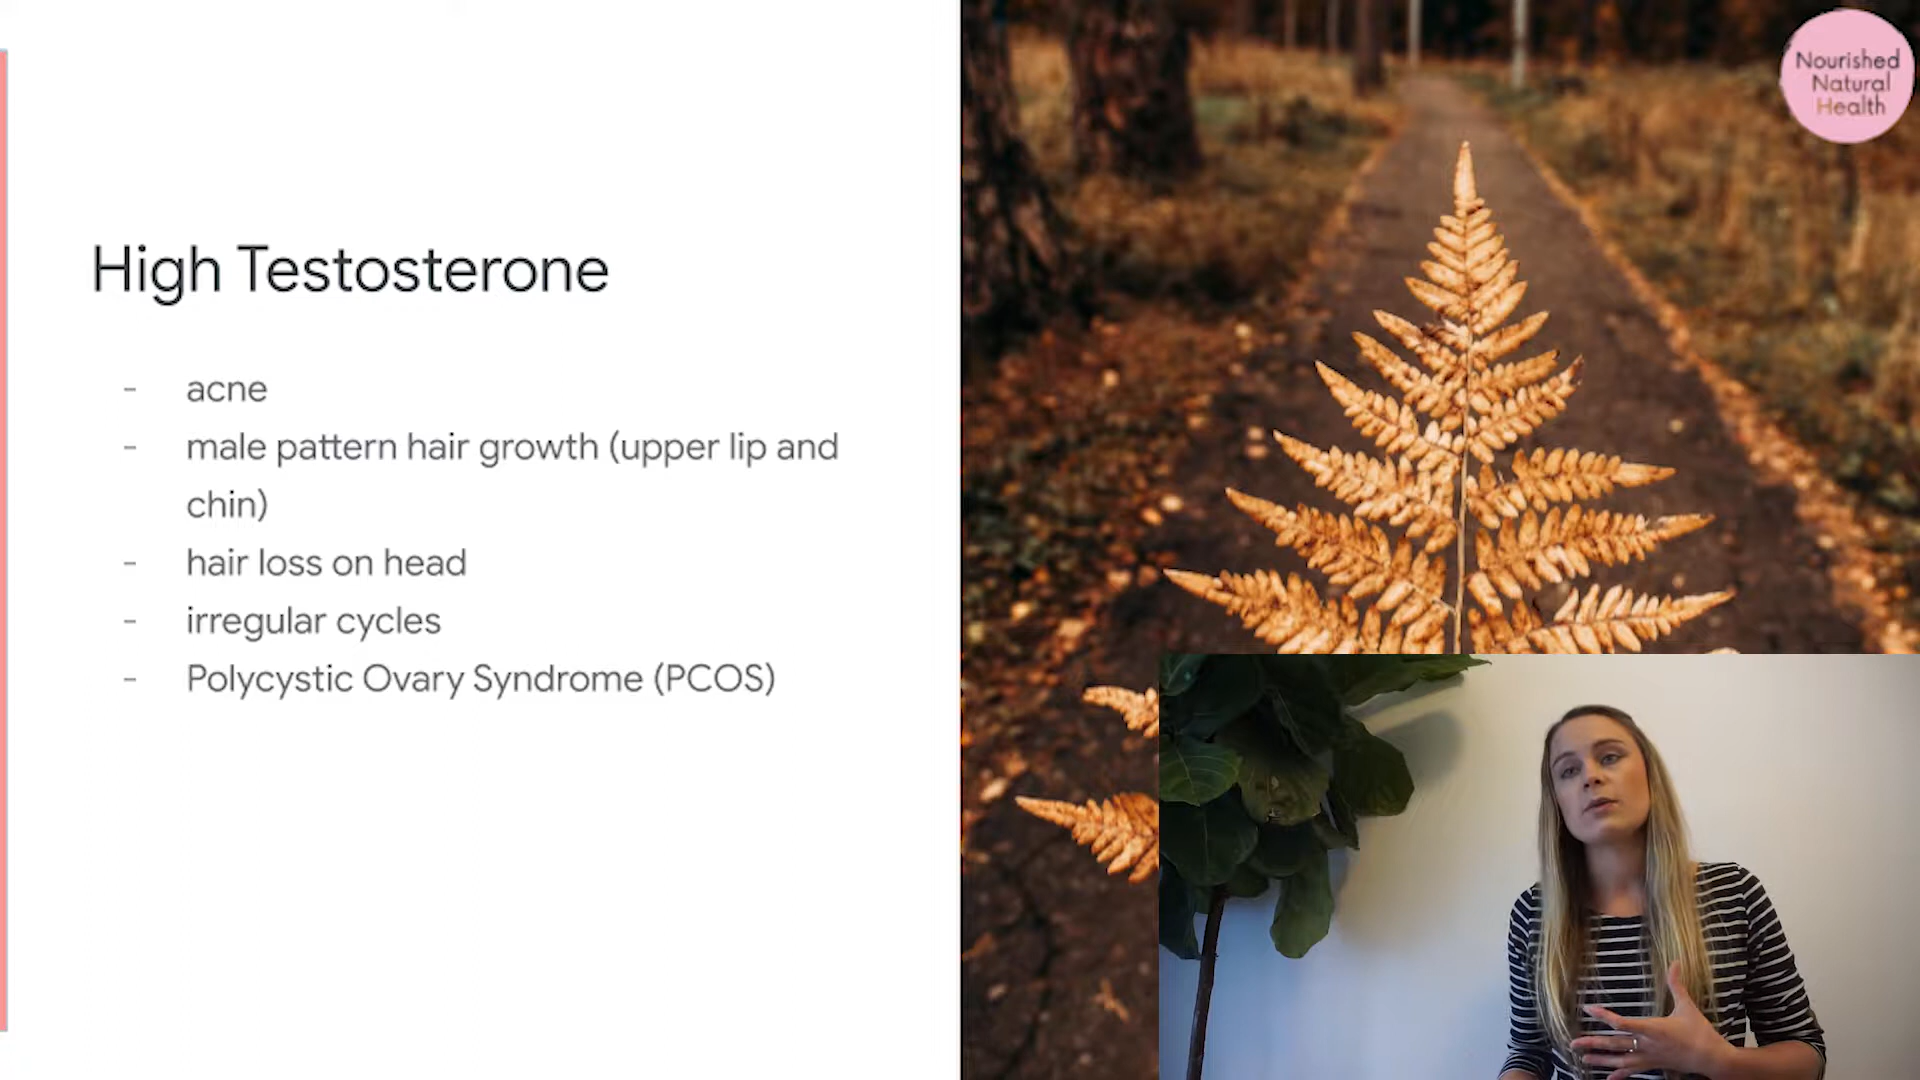 Nourished
Natural
Health
High Testosterone
- acne
- male pattern hair growth (upper lip and
chin)
- hair loss on head
- irregular cycles
- Polycystic Ovary Syndrome (PCOS)